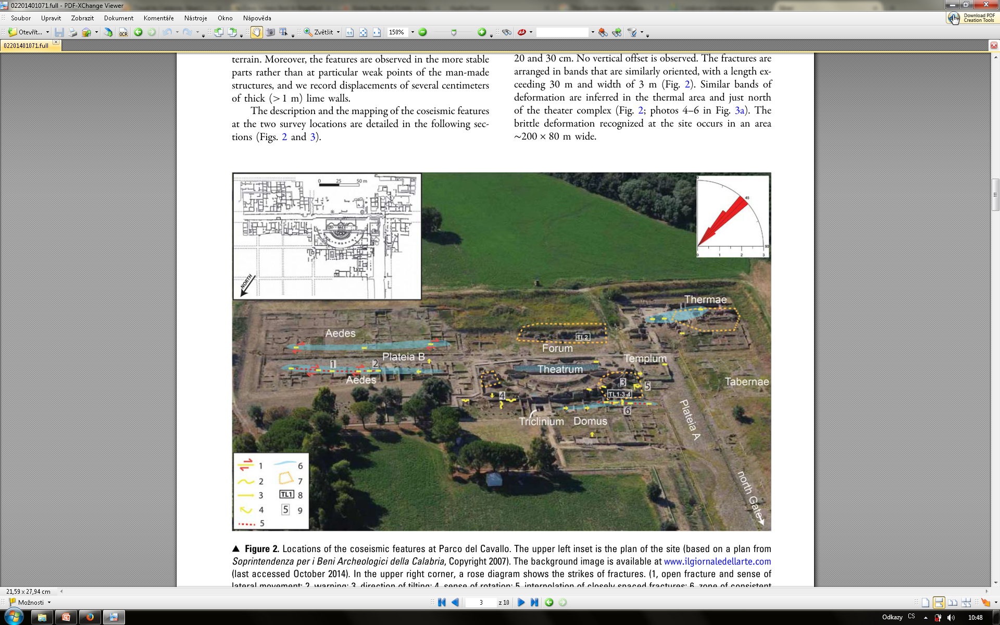 02201401071.full - PDF-XChange Viewer
Soubor Upravit Zobrazit Dokument Komentáře Nástroje Okno Nápověda
Download PDF
Creation Tools
Otevřít... OCR Zvětšit 1:1 150% Ask
02201401071.full
terrain. Moreover, the features are observed in the more stable
parts rather than at particular weak points of the man-made
structures, and we record displacements of several centimeters
of thick (>1 m) lime walls.
The description and the mapping of the coseismic features
at the two survey locations are detailed in the following sec-
tions (Figs. 2 and 3).
20 and 30 cm. No vertical offset is observed. The fractures are
arranged in bands that are similarly oriented, with a length ex-
ceeding 30 m and width of 3 m (Fig. 2). Similar bands of
deformation are inferred in the thermal area and just north
of the theater complex (Fig. 2; photos 4–6 in Fig. 3a). The
brittle deformation recognized at the site occurs in an area
~200 × 80 m wide.
0 25 50 m
NORTH
0
45
90
0 1 2 3
Thermae
Aedes
TL2
Forum
Plateia B
Templum
1 2
Theatrum
Aedes
Tabernae
3
5
4
TL1-3-4
6
Triclinium Domus
Plateia A
north Gate
1 6
2 7
3 TL1 8
4 5 9
5
▲ Figure 2. Locations of the coseismic features at Parco del Cavallo. The upper left inset is the plan of the site (based on a plan from
Soprintendenza per i Beni Archeologici della Calabria, Copyright 2007). The background image is available at www.ilgiornaledellarte.com
(last accessed October 2014). In the upper right corner, a rose diagram shows the strikes of fractures. (1, open fracture and sense of
lateral movement; 2, warping; 3, direction of tilting; 4, sense of rotation; 5, interpolation of closely spaced fractures; 6, zone of consistent
21,59 x 27,94 cm
Možnosti 3 z 10
Odkazy CS 10:48